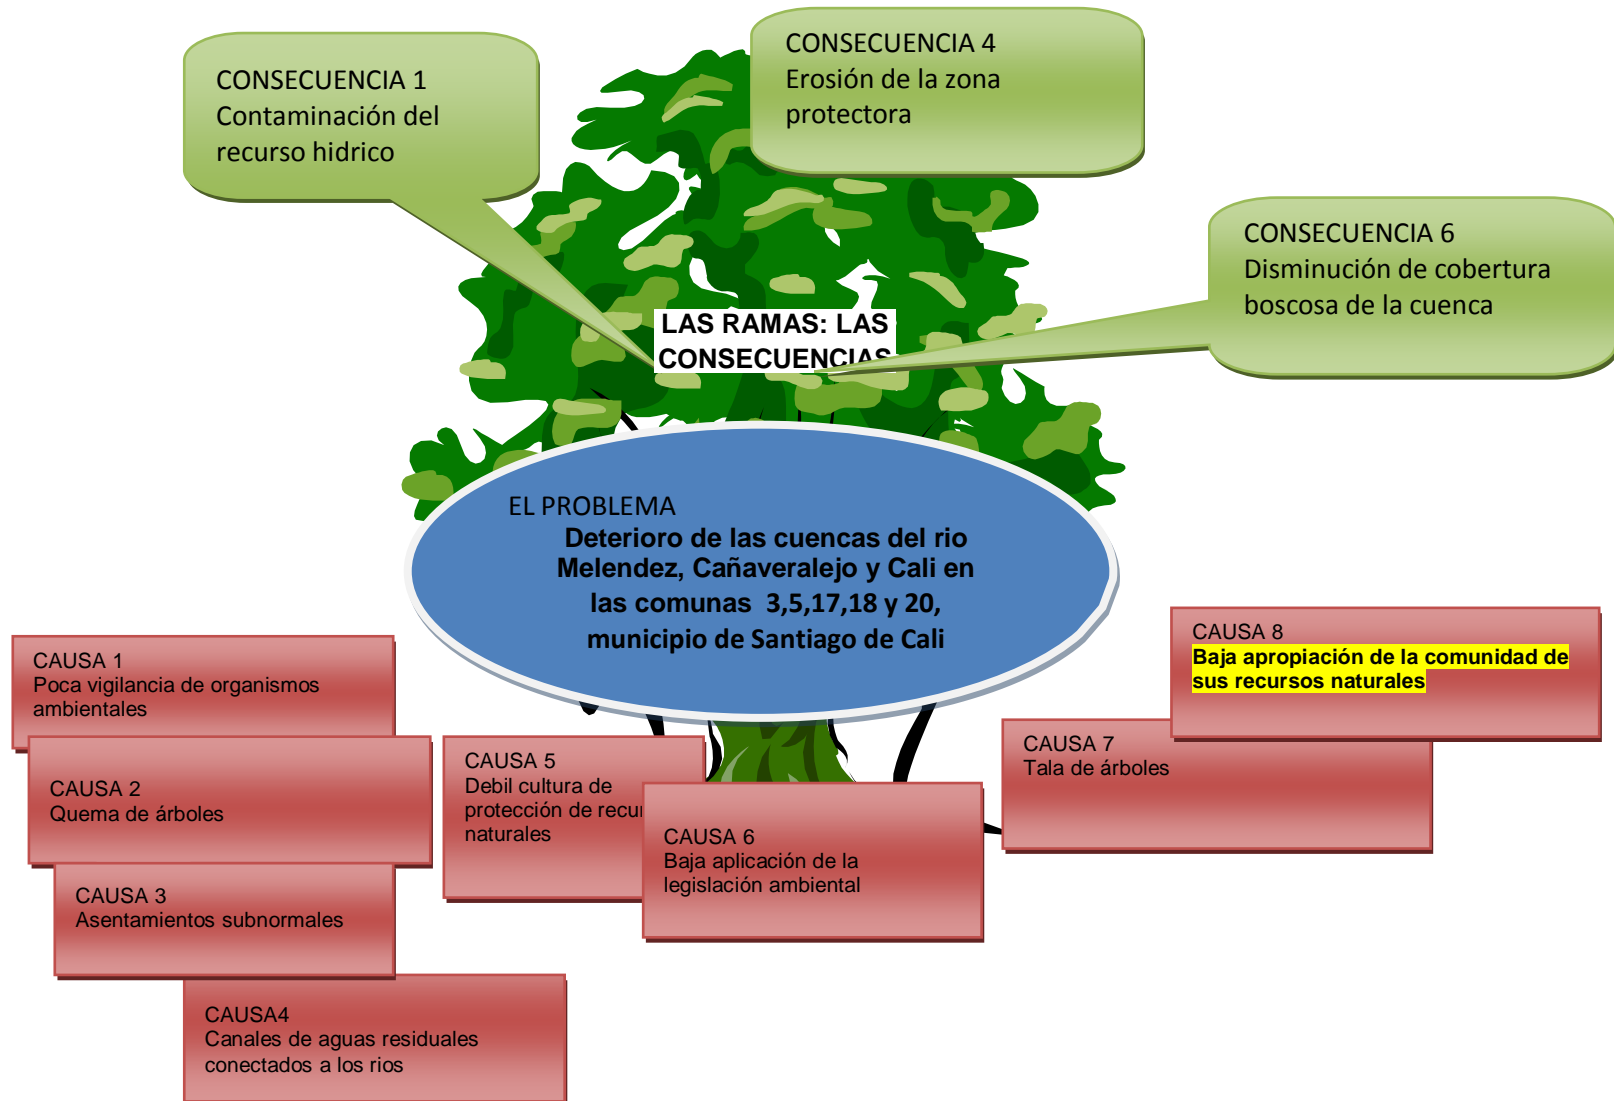 CONSECUENCIA 1
Contaminación del
recurso hidrico
CONSECUENCIA 4
Erosión de la zona
protectora
CONSECUENCIA 6
Disminución de cobertura
boscosa de la cuenca
LAS RAMAS: LAS
CONSECUENCIAS
EL PROBLEMA
Deterioro de las cuencas del rio
Melendez, Cañaveralejo y Cali en
las comunas 3,5,17,18 y 20,
municipio de Santiago de Cali
CAUSA 1
Poca vigilancia de organismos
ambientales
CAUSA 2
Quema de árboles
CAUSA 3
Asentamientos subnormales
CAUSA4
Canales de aguas residuales
conectados a los rios
CAUSA 5
Debil cultura de
protección de recu
naturales
CAUSA 6
Baja aplicación de la
legislación ambiental
CAUSA 7
Tala de árboles
CAUSA 8
Baja apropiación de la comunidad de
sus recursos naturales